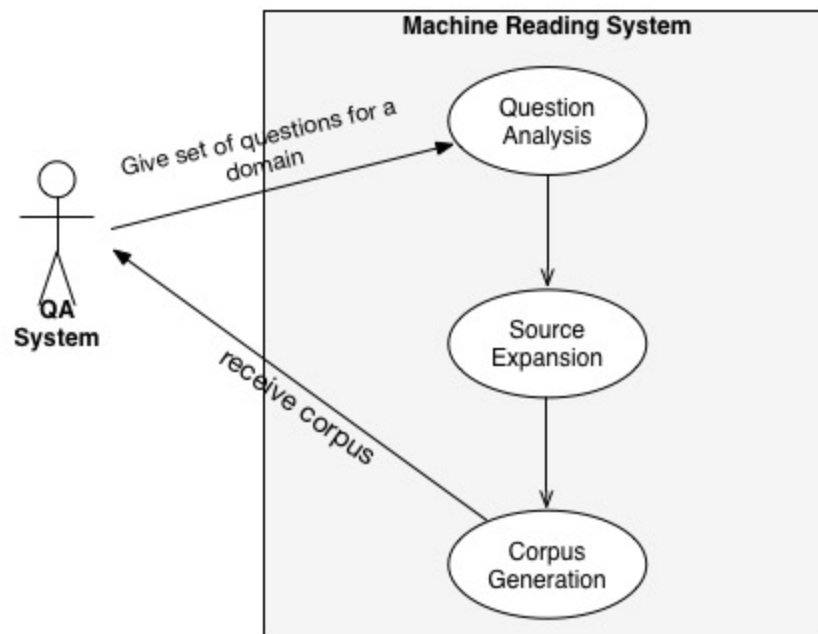 Machine Reading System
Question
Analysis
Give set of questions for a
domain
QA
System
Source
Expansion
receive corpus
Corpus
Generation